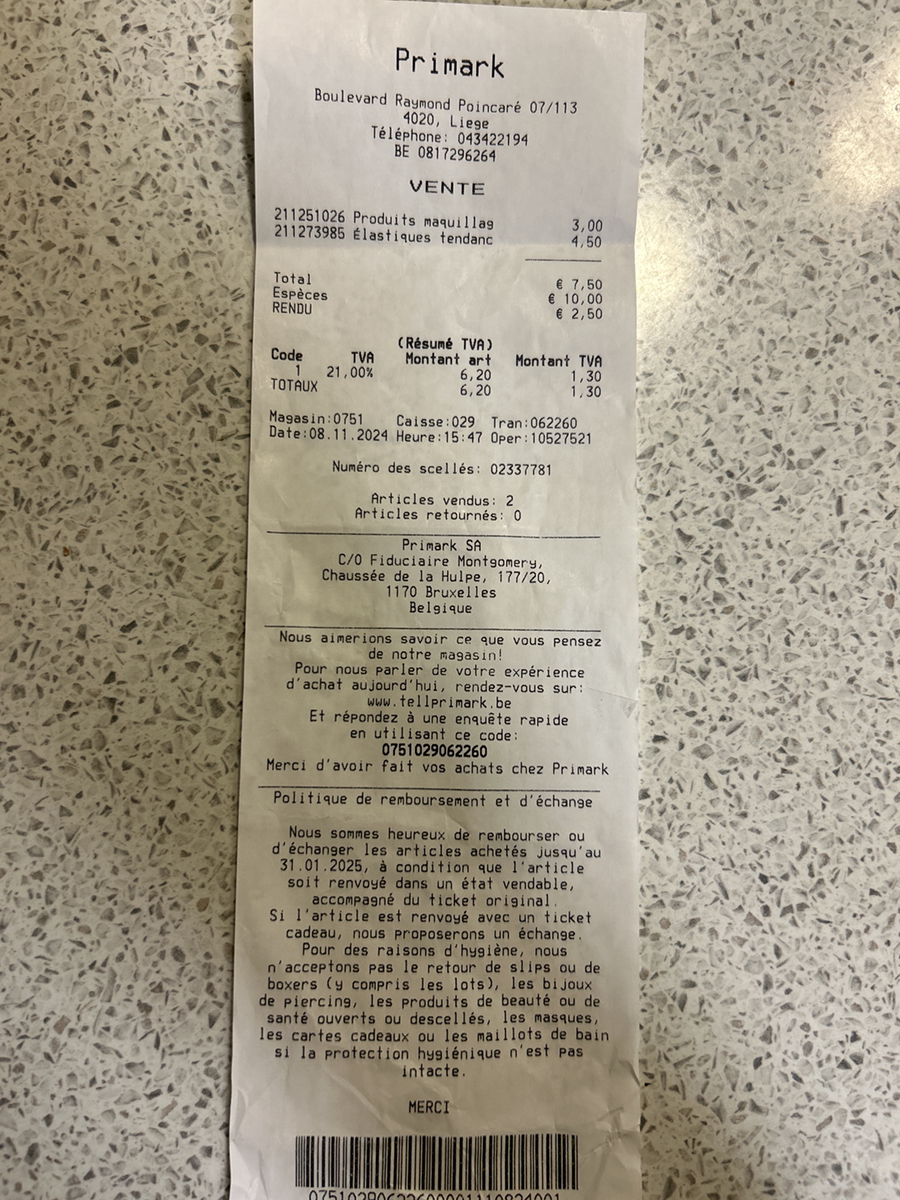 Primark
Boulevard Raymond Poincaré 07/113
4020, Liege
Téléphone: 043422194
BE 0817296264
VENTE
211251026 Produits maquillag 3,00
211273985 Élastiques tendanc 4,50
Total € 7,50
Espèces € 10,00
RENDU € 2,50
(Résumé TVA)
Code TVA Montant art Montant TVA
1 21,00% 6,20 1,30
TOTAUX 6,20 1,30
Magasin:0751 Caisse:029 Tran:062260
Date:08.11.2024 Heure:15:47 Oper:10527521
Numéro des scellés: 02337781
Articles vendus: 2
Articles retournés: 0
Primark SA
C/O Fiduciaire Montgomery,
Chaussée de la Hulpe, 177/20,
1170 Bruxelles
Belgique
Nous aimerions savoir ce que vous pensez
de notre magasin!
Pour nous parler de votre expérience
d'achat aujourd'hui, rendez-vous sur:
www.tellprimark.be
Et répondez à une enquête rapide
en utilisant ce code:
0751029062260
Merci d'avoir fait vos achats chez Primark
Politique de remboursement et d'échange
Nous sommes heureux de rembourser ou
d'échanger les articles achetés jusqu'au
31.01.2025, à condition que l'article
soit renvoyé dans un état vendable,
accompagné du ticket original.
Si l'article est renvoyé avec un ticket
cadeau, nous proposerons un échange.
Pour des raisons d'hygiène, nous
n'acceptons pas le retour de slips ou de
boxers (y compris les lots), les bijoux
de piercing, les produits de beauté ou de
santé ouverts ou descellés, les masques,
les cartes cadeaux ou les maillots de bain
si la protection hygiénique n'est pas
intacte.
MERCI